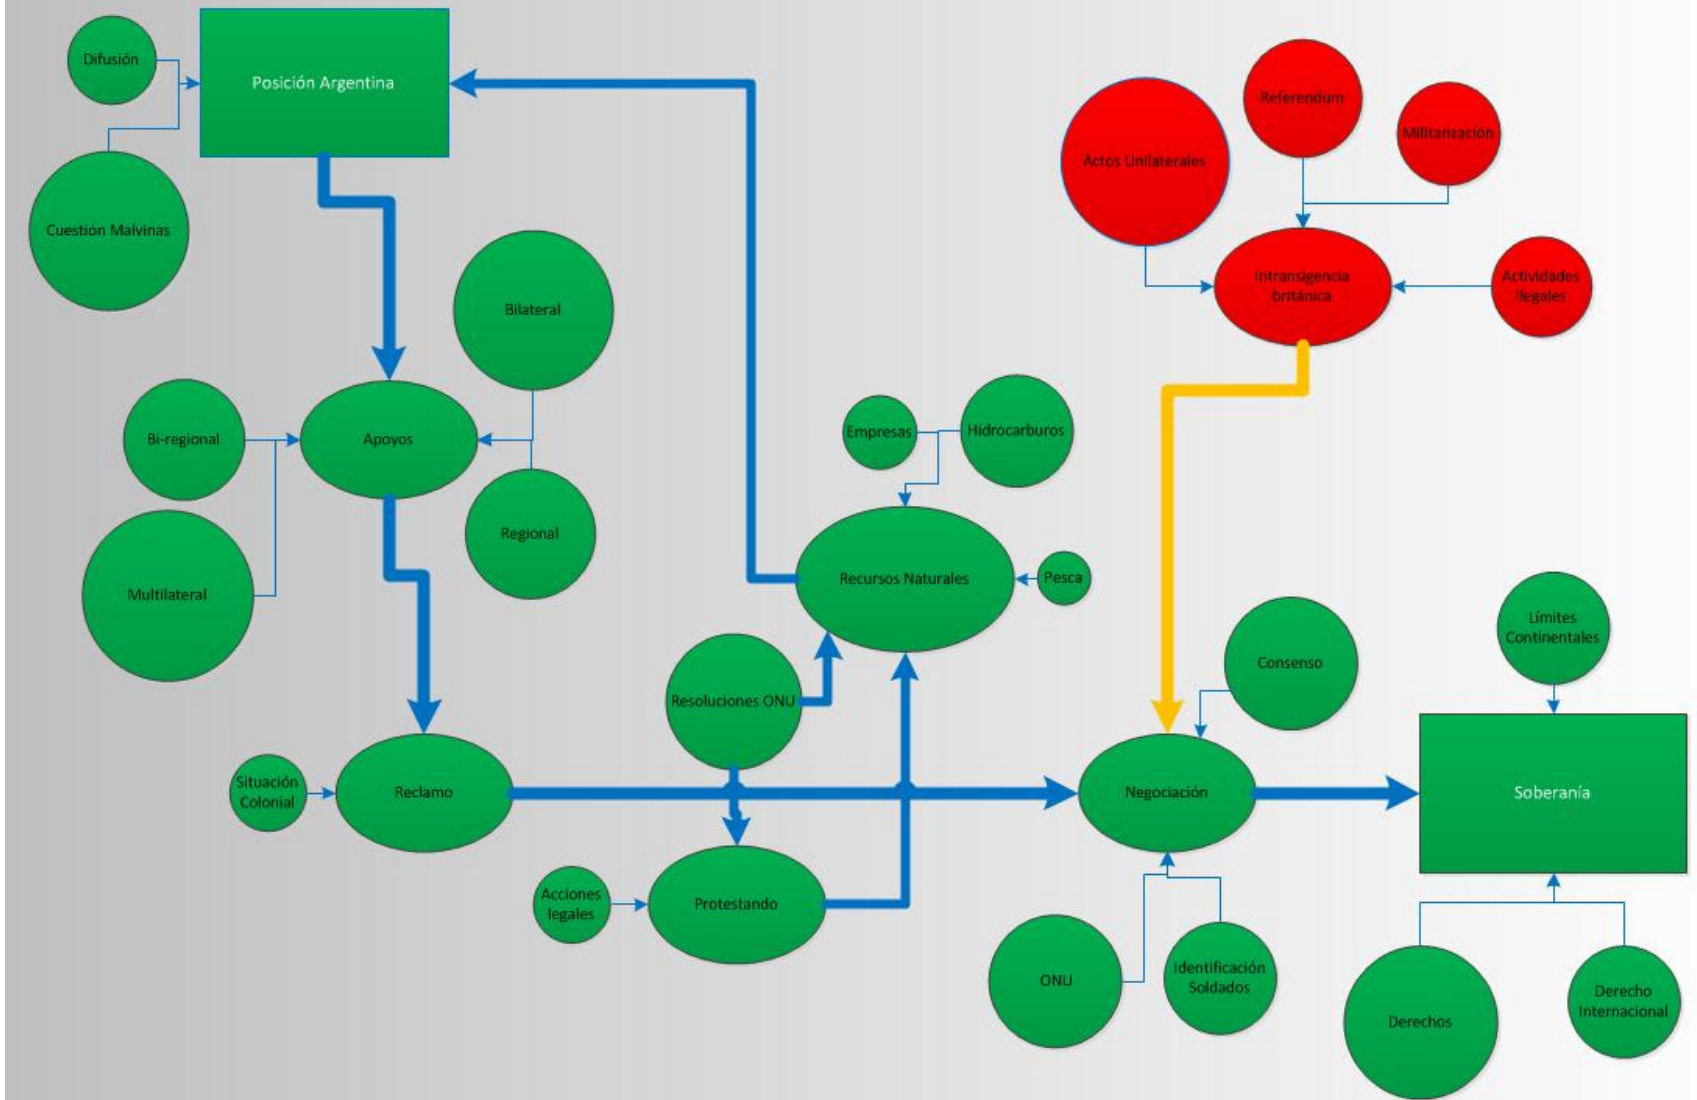 Difusión
Posición Argentina
Cuestión Malvinas
Referendum
Militarización
Actos Unilaterales
Intransigencia
británica
Actividades
Ilegales
Bilateral
Bi-regional
Apoyos
Multilateral
Regional
Empresas
Hidrocarburos
Recursos Naturales
Pesca
Resoluciones ONU
Consenso
Límites
Continentales
Situación
Colonial
Reclamo
Negociación
Soberanía
Acciones
legales
Protestando
ONU
Identificación
Soldados
Derechos
Derecho
Internacional